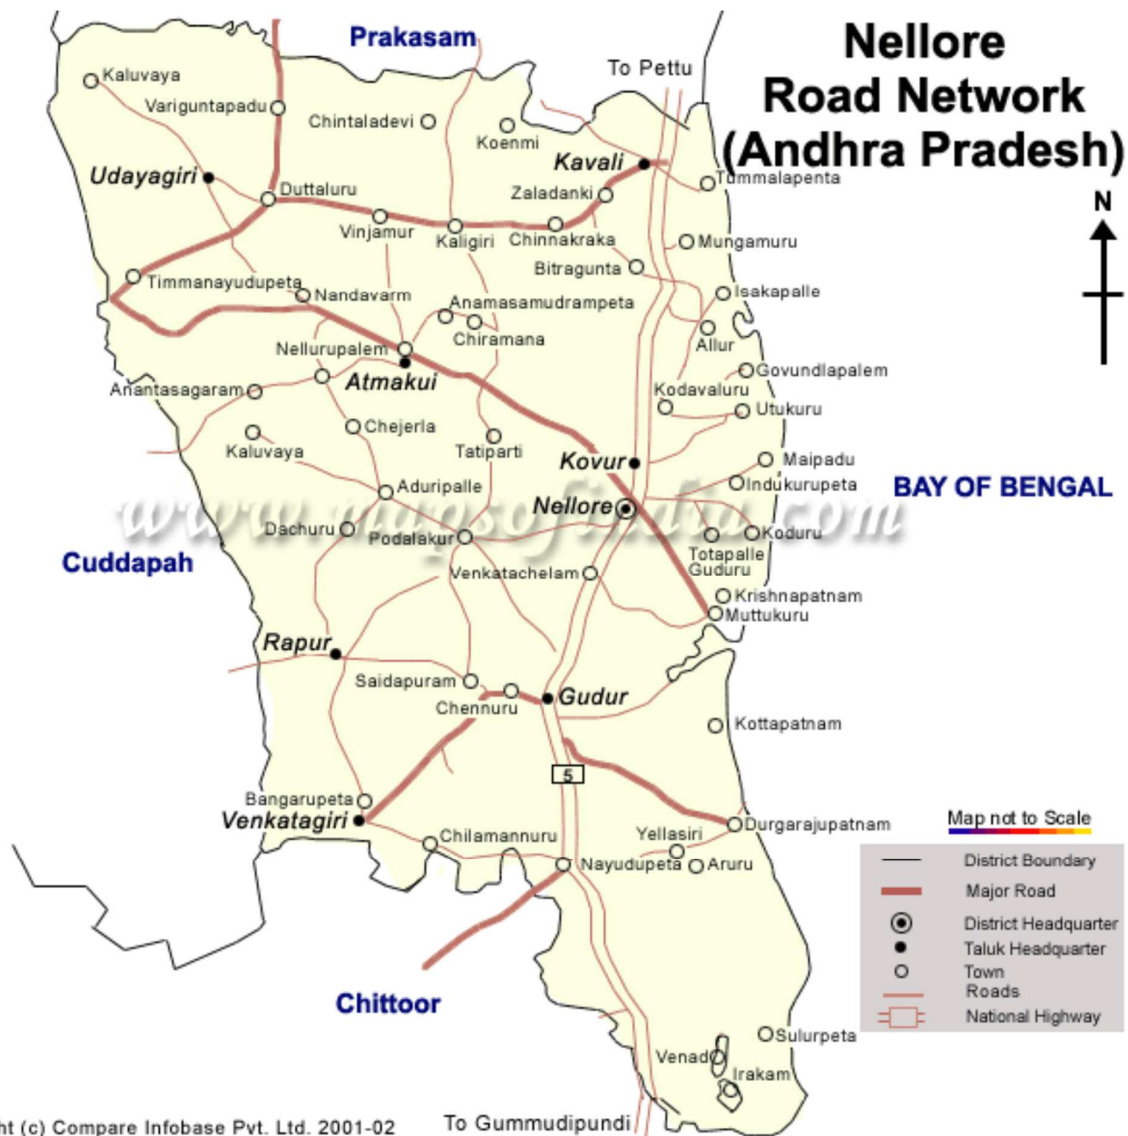 Nellore
Road Network
(Andhra Pradesh)
Prakasam
To Pettu
Kaluvaya
Variguntapadu
Chintaladevi
Koenmi
Kavali
Udayagiri
Tummalapenta
Duttaluru
Zaladanki
N
Vinjamur
Kaligiri
Chinnakraka
Mungamuru
Bitragunta
Timmanayudupeta
Nandavarm
Anamasamudrampeta
Isakapalle
Chiramana
Allur
Nellurupalem
Atmakui
Govundlapalem
Anantasagaram
Kodavaluru
Utukuru
Chejerla
Kaluvaya
Tatiparti
Kovur
Maipadu
Indukurupeta
BAY OF BENGAL
Aduripalle
Nellore
www.mapsofindia.com
Dachuru
Podalakur
Koduru
Totapalle
Guduru
Cuddapah
Venkatachelam
Krishnapatnam
Muttukuru
Rapur
Saidapuram
Chennuru
Gudur
Kottapatnam
5
Bangarupeta
Venkatagiri
Chilamannuru
Yellasiri
Durgarajupatnam
Nayudupeta
Aruru
Map not to Scale
District Boundary
Major Road
District Headquarter
Taluk Headquarter
Town
Roads
National Highway
Chittoor
Sulurpeta
Venad
Irakam
To Gummudipundi
ht (c) Compare Infobase Pvt. Ltd. 2001-02